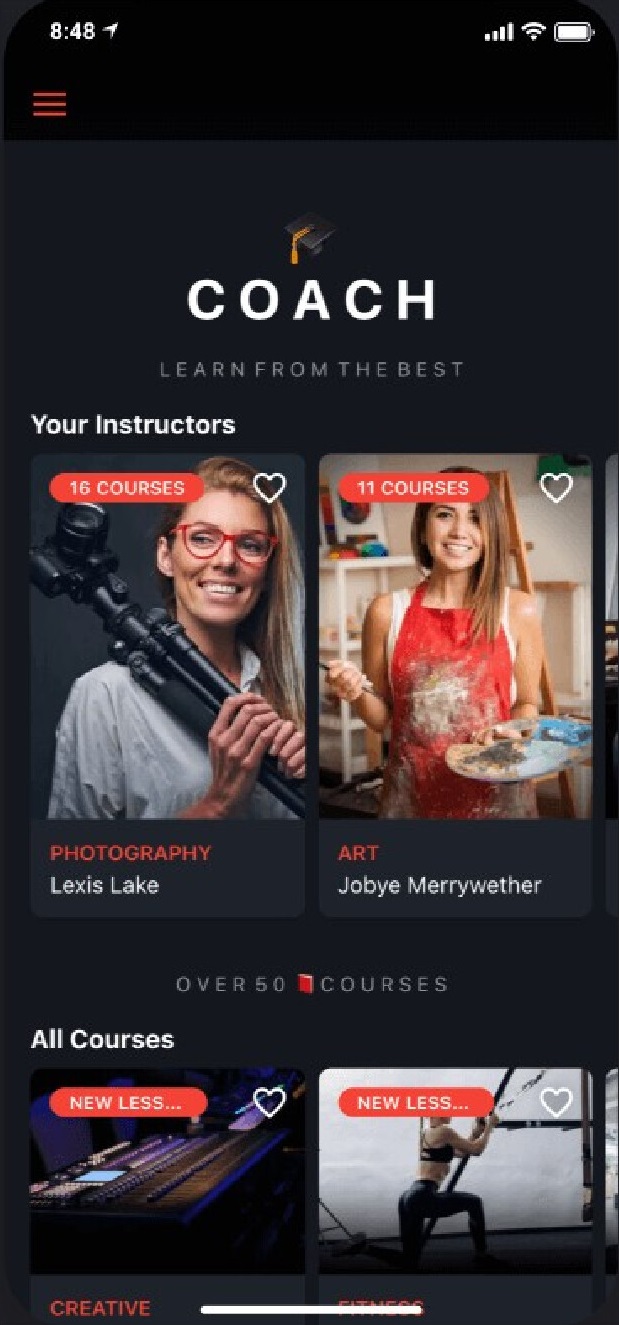 8:48
COACH
LEARN FROM THE BEST
Your Instructors
16 COURSES
11 COURSES
PHOTOGRAPHY
Lexis Lake
ART
Jobye Merrywether
OVER 50 📕 COURSES
All Courses
NEW LESS...
NEW LESS...
CREATIVE
FITNESS